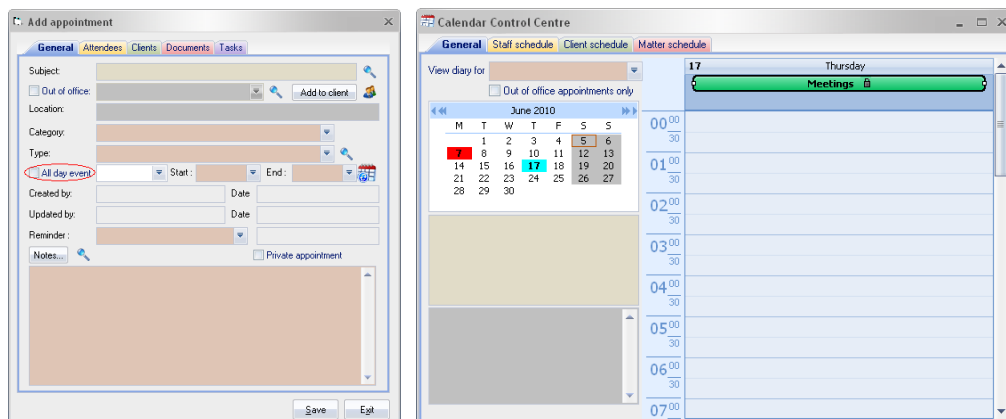 Add appointment
General Attendees Clients Documents Tasks
Subject:
Out of office:
Add to client
Location:
Category:
Type:
All day event
Start :
End :
Created by:
Date
Updated by:
Date
Reminder :
Notes...
Private appointment
Save
Exit
Calendar Control Centre
General Staff schedule Client schedule Matter schedule
View diary for
Out of office appointments only
June 2010
M T W T F S S
1 2 3 4 5 6
7 8 9 10 11 12 13
14 15 16 17 18 19 20
21 22 23 24 25 26 27
28 29 30
17 Thursday
Meetings
00 00
30
01 00
30
02 00
30
03 00
30
04 00
30
05 00
30
06 00
30
07 00